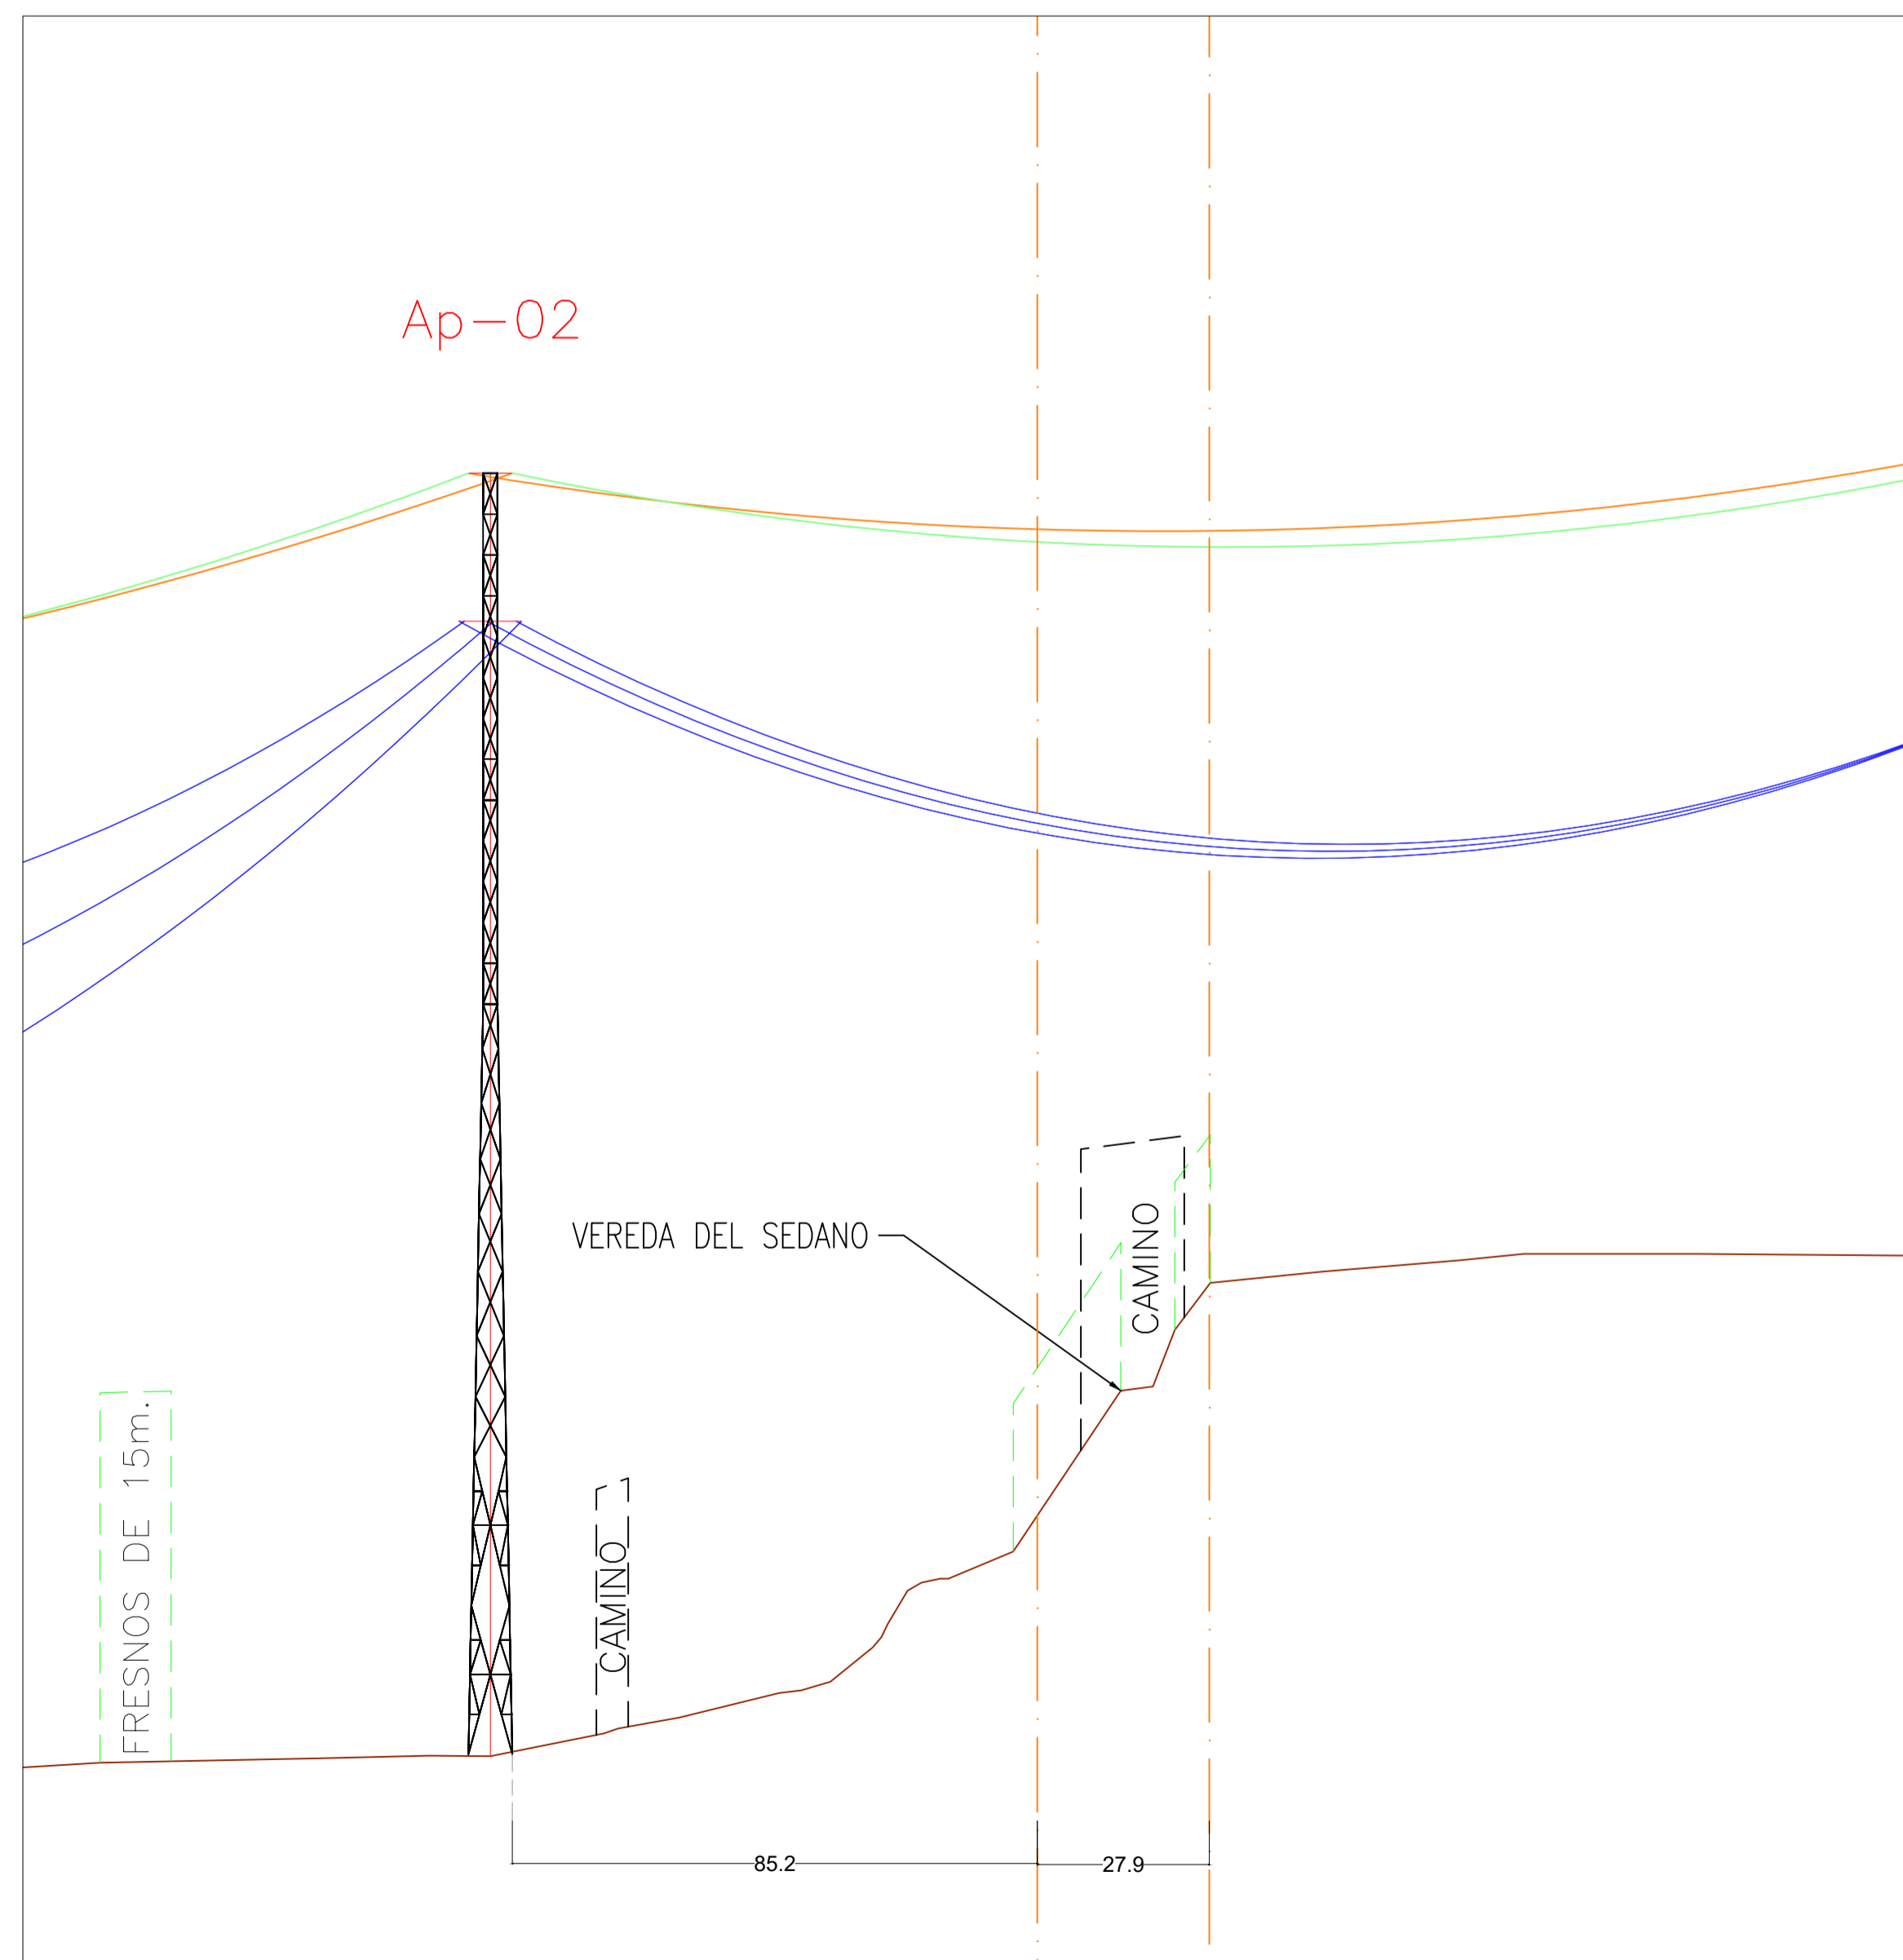 Ap-02
VEREDA DEL SEDANO
CAMINO
FRESNOS DE 15m.
CAMINO
85.2
27.9